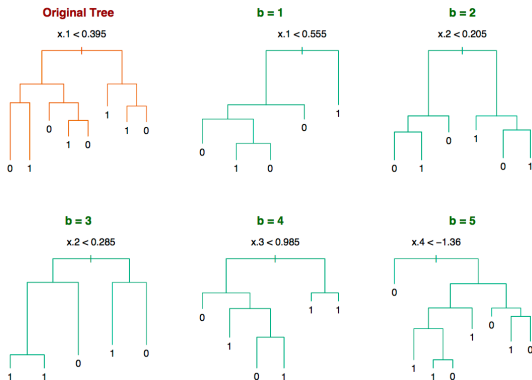 Original Tree
x.1 < 0.395
0 1 0 1 0 1 1 0
b = 1
x.1 < 0.555
0 1 0 0 1
b = 2
x.2 < 0.205
0 1 0 1 0 1
b = 3
x.2 < 0.285
1 1 0 1 0
b = 4
x.3 < 0.985
0 1 0 1 1 1
b = 5
x.4 < −1.36
0 1 1 0 1 0 1 0